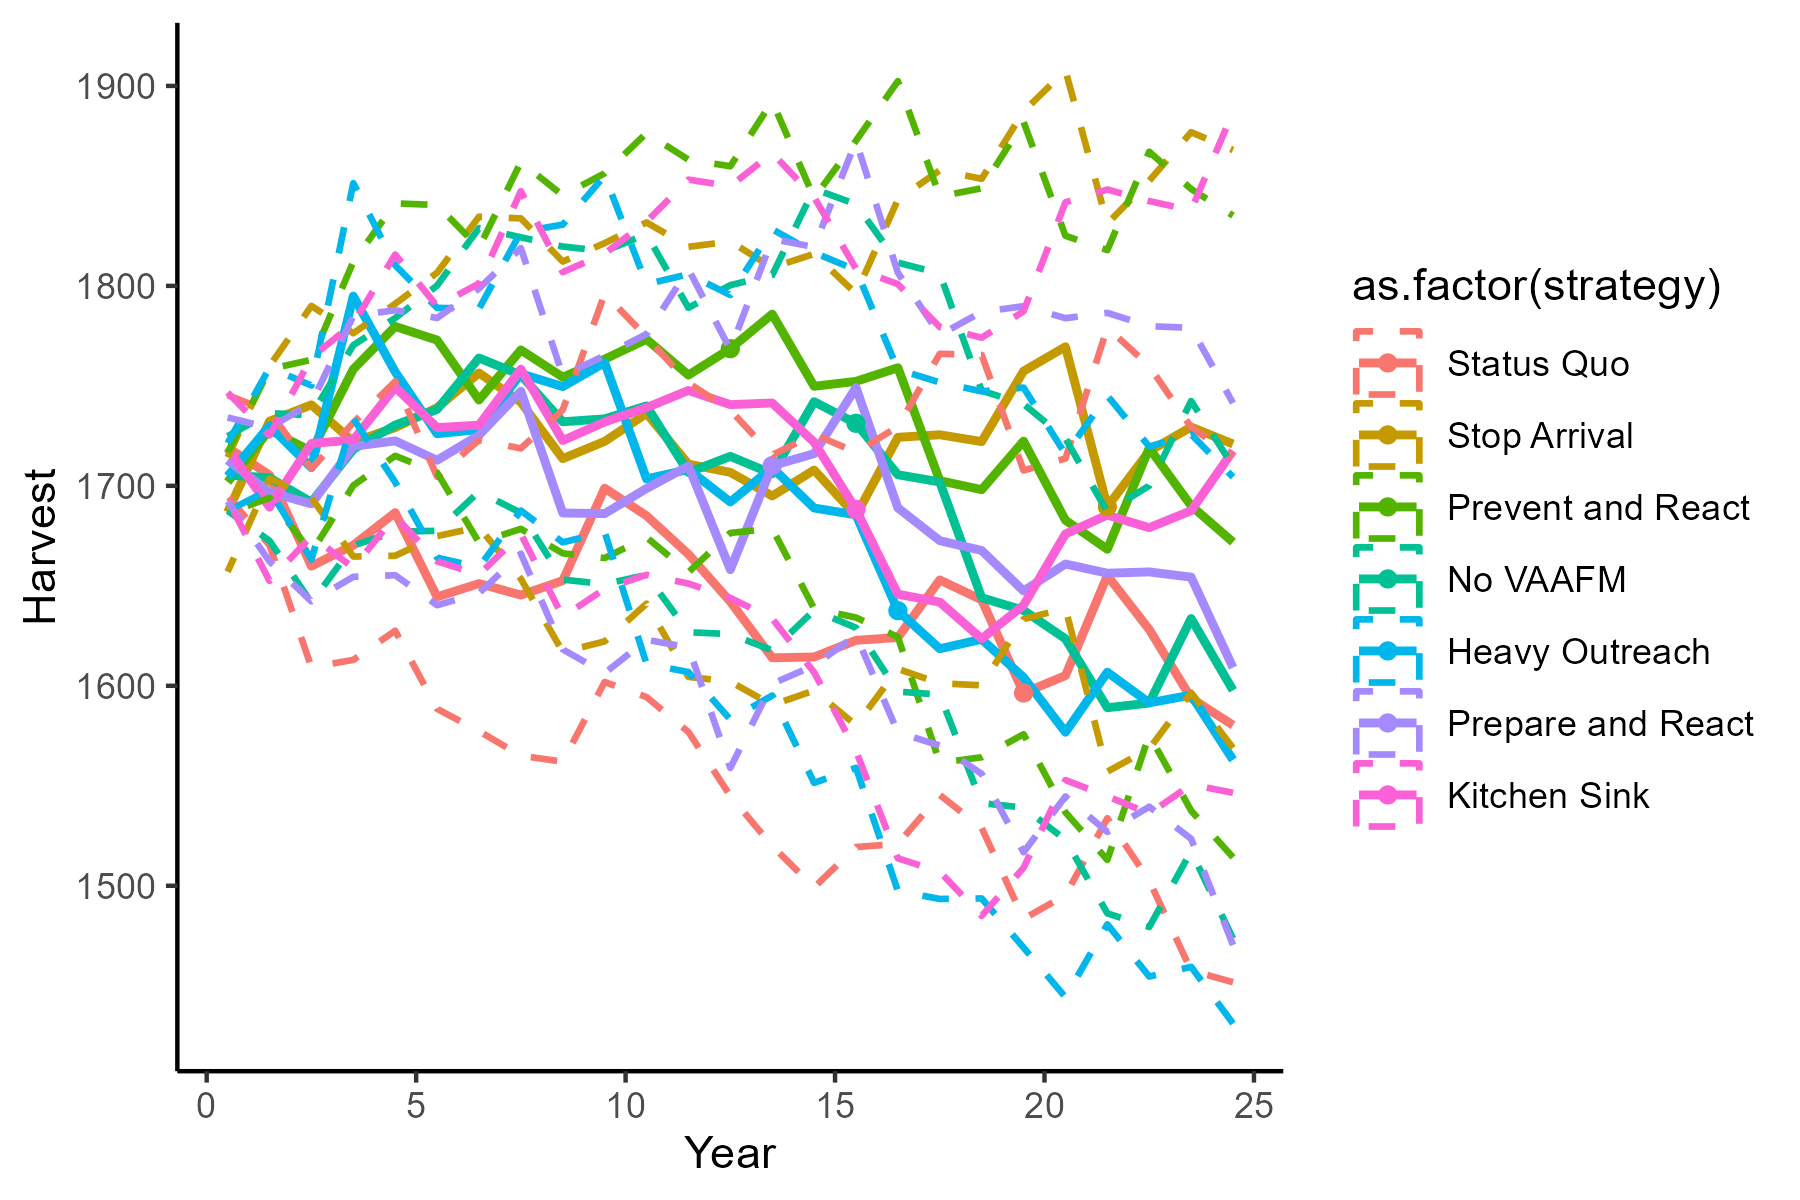 1900
1800
1700
1600
1500
Harvest
0 5 10 15 20 25
Year
as.factor(strategy)
Status Quo
Stop Arrival
Prevent and React
No VAAFM
Heavy Outreach
Prepare and React
Kitchen Sink